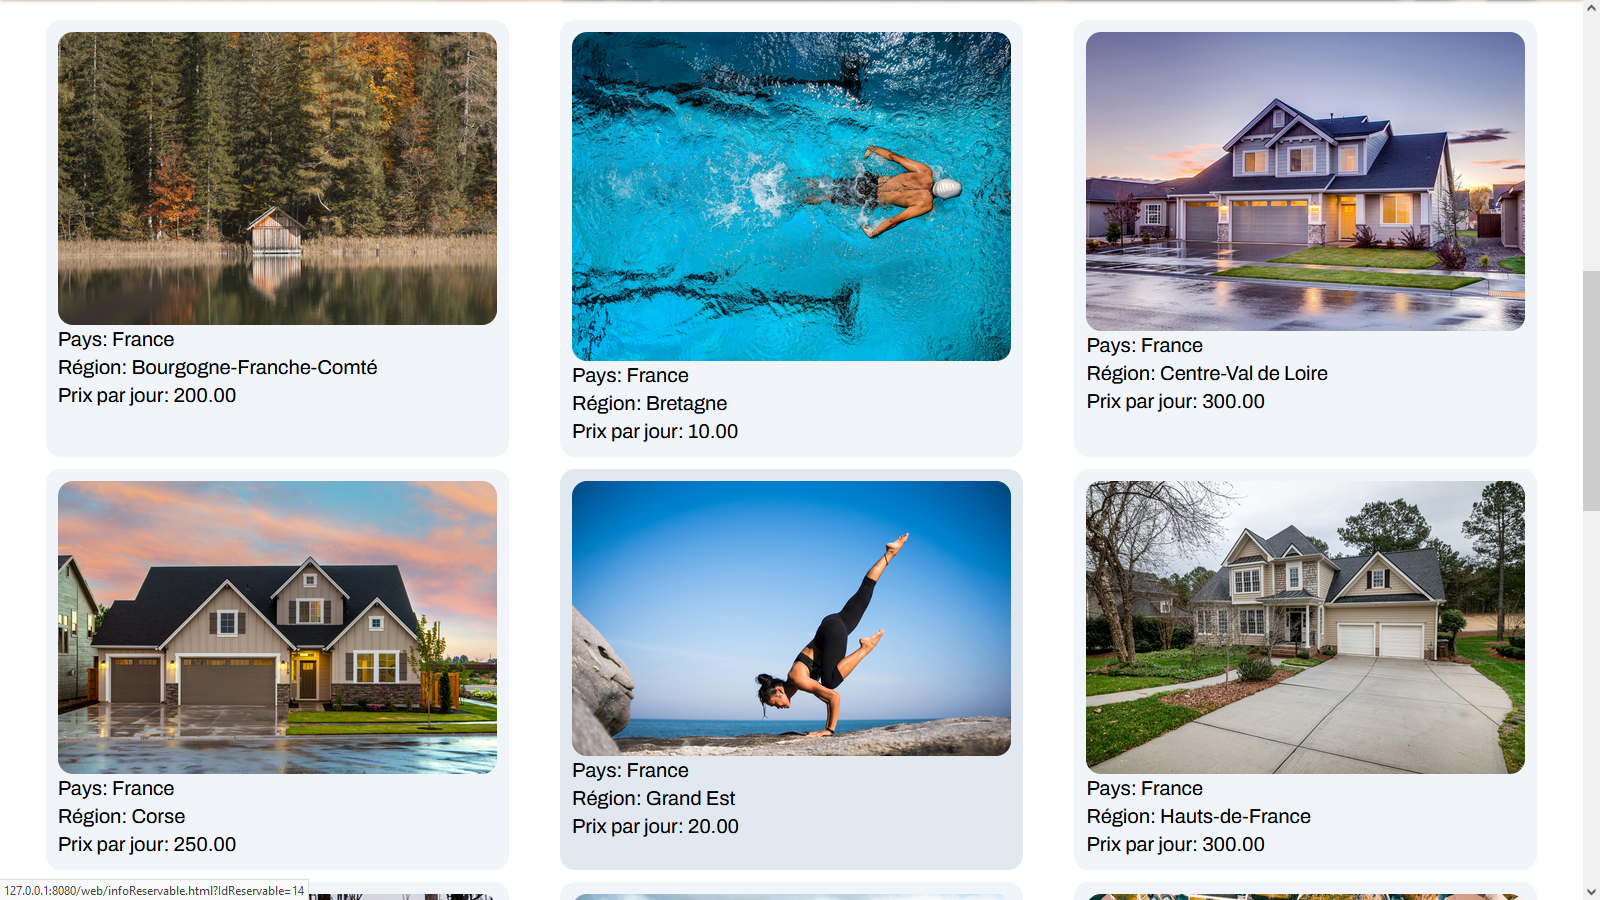 Pays: France
Région: Bourgogne-Franche-Comté
Prix par jour: 200.00
Pays: France
Région: Bretagne
Prix par jour: 10.00
Pays: France
Région: Centre-Val de Loire
Prix par jour: 300.00
Pays: France
Région: Corse
Prix par jour: 250.00
Pays: France
Région: Grand Est
Prix par jour: 20.00
Pays: France
Région: Hauts-de-France
Prix par jour: 300.00
127.0.0.1:8080/web/infoReservable.html?IdReservable=14